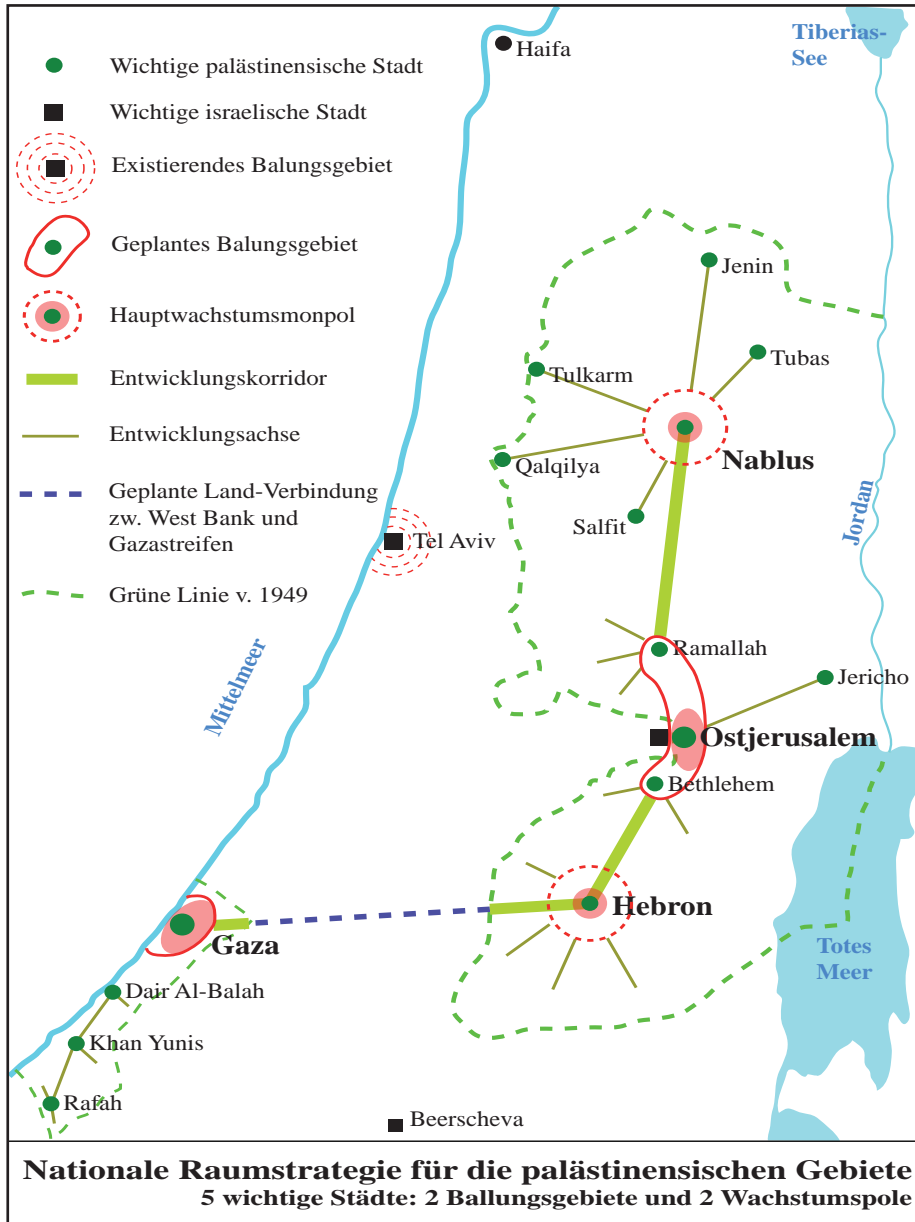 Wichtige palästinensische Stadt
Wichtige israelische Stadt
Existierendes Balungsgebiet
Geplantes Balungsgebiet
Hauptwachstumsmonpol
Entwicklungskorridor
Entwicklungsachse
Geplante Land-Verbindung
zw. West Bank und
Gazastreifen
Grüne Linie v. 1949
Haifa
Tiberias-
See
Jenin
Tubas
Tulkarm
Nablus
Qalqilya
Salfit
Jordan
Tel Aviv
Mittelmeer
Ramallah
Jericho
Ostjerusalem
Bethlehem
Hebron
Gaza
Totes
Meer
Dair Al-Balah
Khan Yunis
Rafah
Beerscheva
Nationale Raumstrategie für die palästinensischen Gebiete
5 wichtige Städte: 2 Ballungsgebiete und 2 Wachstumspole